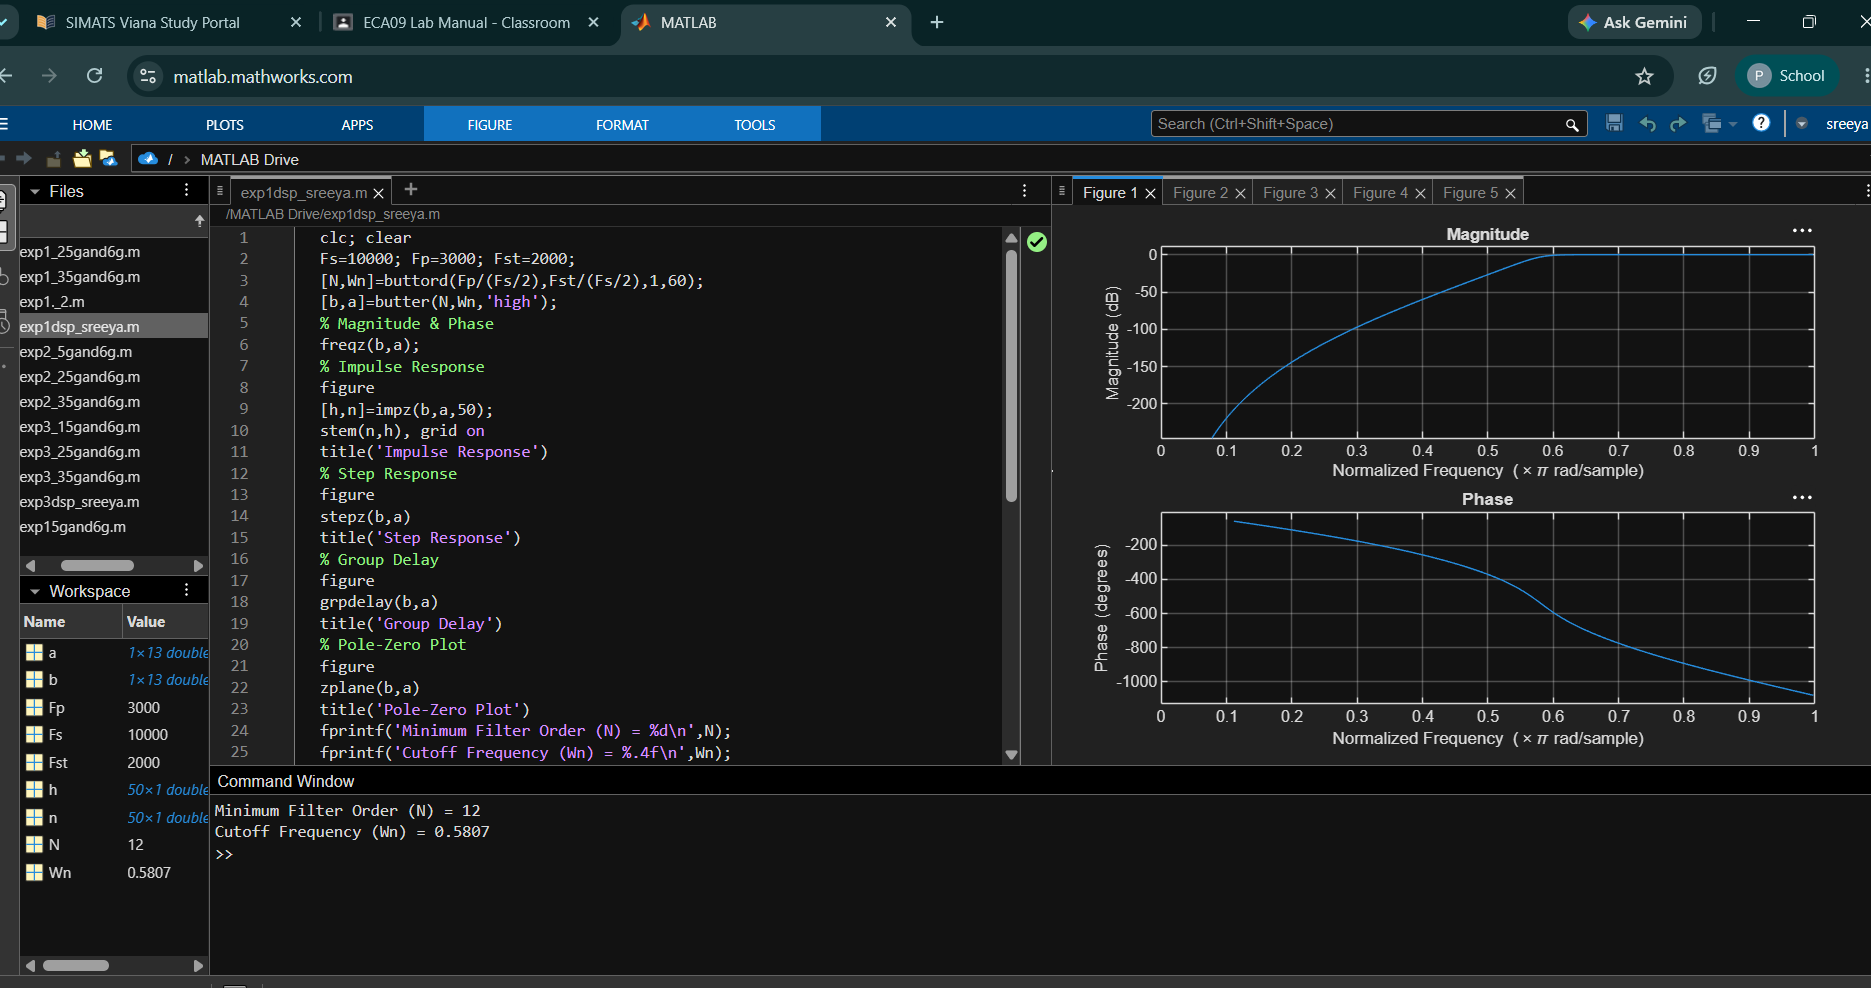 SIMATS Viana Study Portal
ECA09 Lab Manual - Classroom
MATLAB
Ask Gemini
matlab.mathworks.com
P School
HOME PLOTS APPS FIGURE FORMAT TOOLS
Search (Ctrl+Shift+Space)
sreeya
/ > MATLAB Drive
Files
exp1_25gand6g.m
exp1_35gand6g.m
exp1_2.m
exp1dsp_sreeya.m
exp2_5gand6g.m
exp2_25gand6g.m
exp2_35gand6g.m
exp3_15gand6g.m
exp3_25gand6g.m
exp3_35gand6g.m
exp3dsp_sreeya.m
exp15gand6g.m
Workspace
Name Value
a 1×13 double
b 1×13 double
Fp 3000
Fs 10000
Fst 2000
h 50×1 double
n 50×1 double
N 12
Wn 0.5807
exp1dsp_sreeya.m
/MATLAB Drive/exp1dsp_sreeya.m
1 clc; clear
2 Fs=10000; Fp=3000; Fst=2000;
3 [N,Wn]=buttord(Fp/(Fs/2),Fst/(Fs/2),1,60);
4 [b,a]=butter(N,Wn,'high');
5 % Magnitude & Phase
6 freqz(b,a);
7 % Impulse Response
8 figure
9 [h,n]=impz(b,a,50);
10 stem(n,h), grid on
11 title('Impulse Response')
12 % Step Response
13 figure
14 stepz(b,a)
15 title('Step Response')
16 % Group Delay
17 figure
18 grpdelay(b,a)
19 title('Group Delay')
20 % Pole-Zero Plot
21 figure
22 zplane(b,a)
23 title('Pole-Zero Plot')
24 fprintf('Minimum Filter Order (N) = %d\n',N);
25 fprintf('Cutoff Frequency (Wn) = %.4f\n',Wn);
Command Window
Minimum Filter Order (N) = 12
Cutoff Frequency (Wn) = 0.5807
>>
Figure 1 Figure 2 Figure 3 Figure 4 Figure 5
Magnitude
Magnitude (dB)
0
-50
-100
-150
-200
0 0.1 0.2 0.3 0.4 0.5 0.6 0.7 0.8 0.9 1
Normalized Frequency (× π rad/sample)
Phase
Phase (degrees)
-200
-400
-600
-800
-1000
0 0.1 0.2 0.3 0.4 0.5 0.6 0.7 0.8 0.9 1
Normalized Frequency (× π rad/sample)